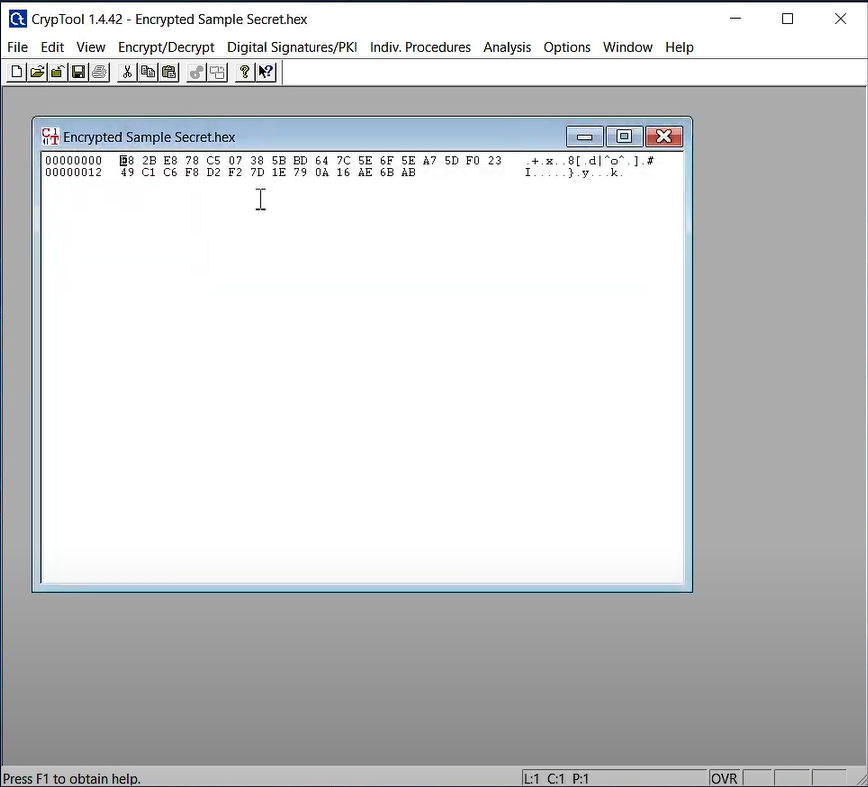 CrypTool 1.4.42 - Encrypted Sample Secret.hex
File Edit View Encrypt/Decrypt Digital Signatures/PKI Indiv. Procedures Analysis Options Window Help
Encrypted Sample Secret.hex
00000000 2B E8 78 C5 07 38 5B BD 64 7C 5E 6F 5E A7 5D F0 23 .+.x..8[.d|^o^.].#
00000012 49 C1 C6 F8 D2 F2 7D 1E 79 0A 16 AE 6B AB I.....}.y...k.
Press F1 to obtain help.
L:1 C:1 P:1
OVR